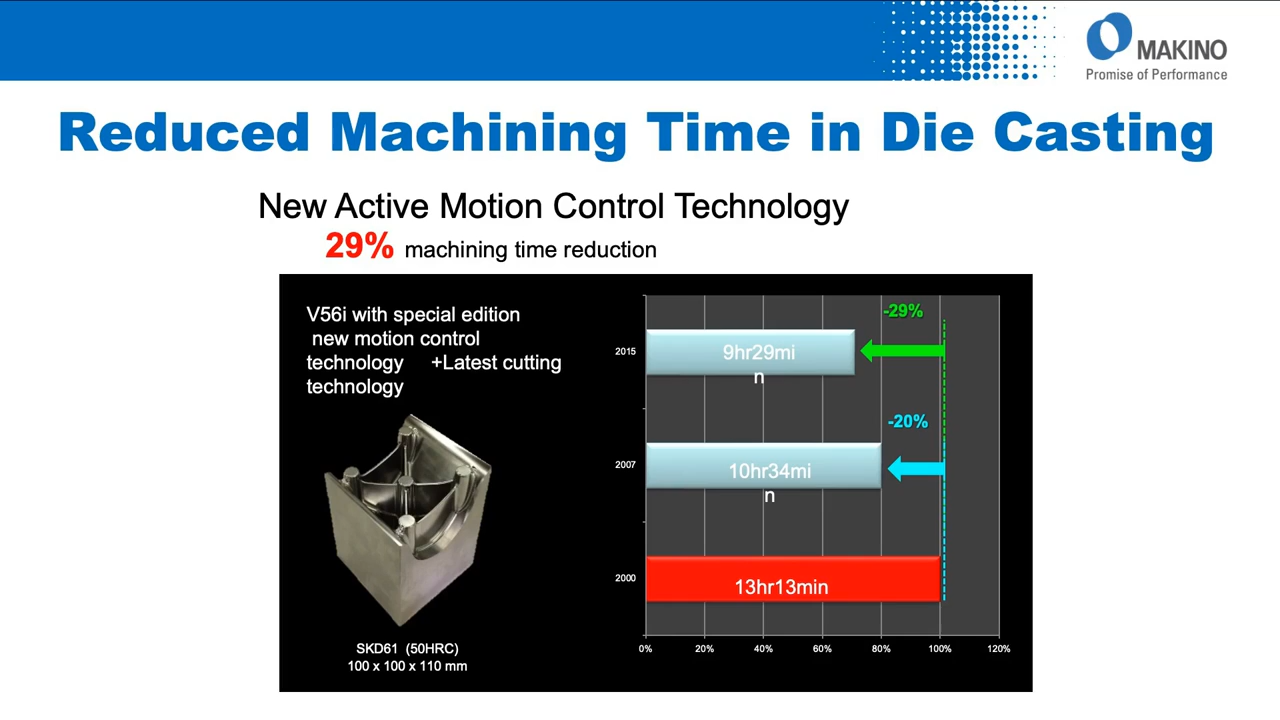 MAKINO
Promise of Performance
Reduced Machining Time in Die Casting
New Active Motion Control Technology
29% machining time reduction
V56i with special edition
new motion control
technology +Latest cutting
technology
SKD61 (50HRC)
100 x 100 x 110 mm
-29%
2015
9hr29mi
n
-20%
2007
10hr34mi
n
2000
13hr13min
0% 20% 40% 60% 80% 100% 120%